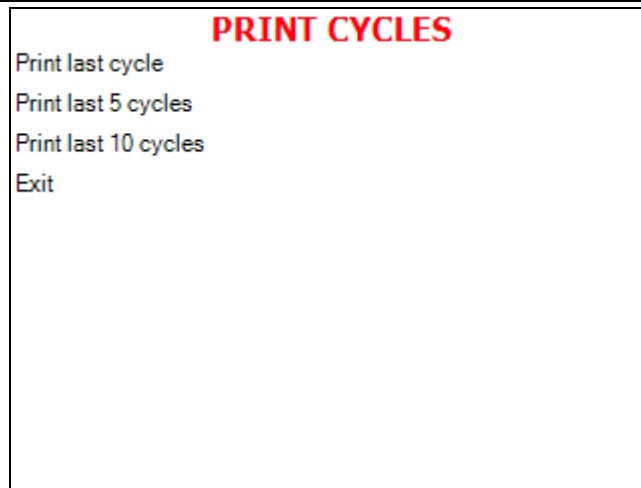 PRINT CYCLES
Print last cycle
Print last 5 cycles
Print last 10 cycles
Exit